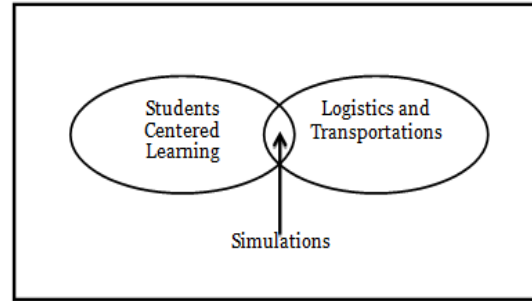 Students
Centered
Learning
Logistics and
Transportations
Simulations